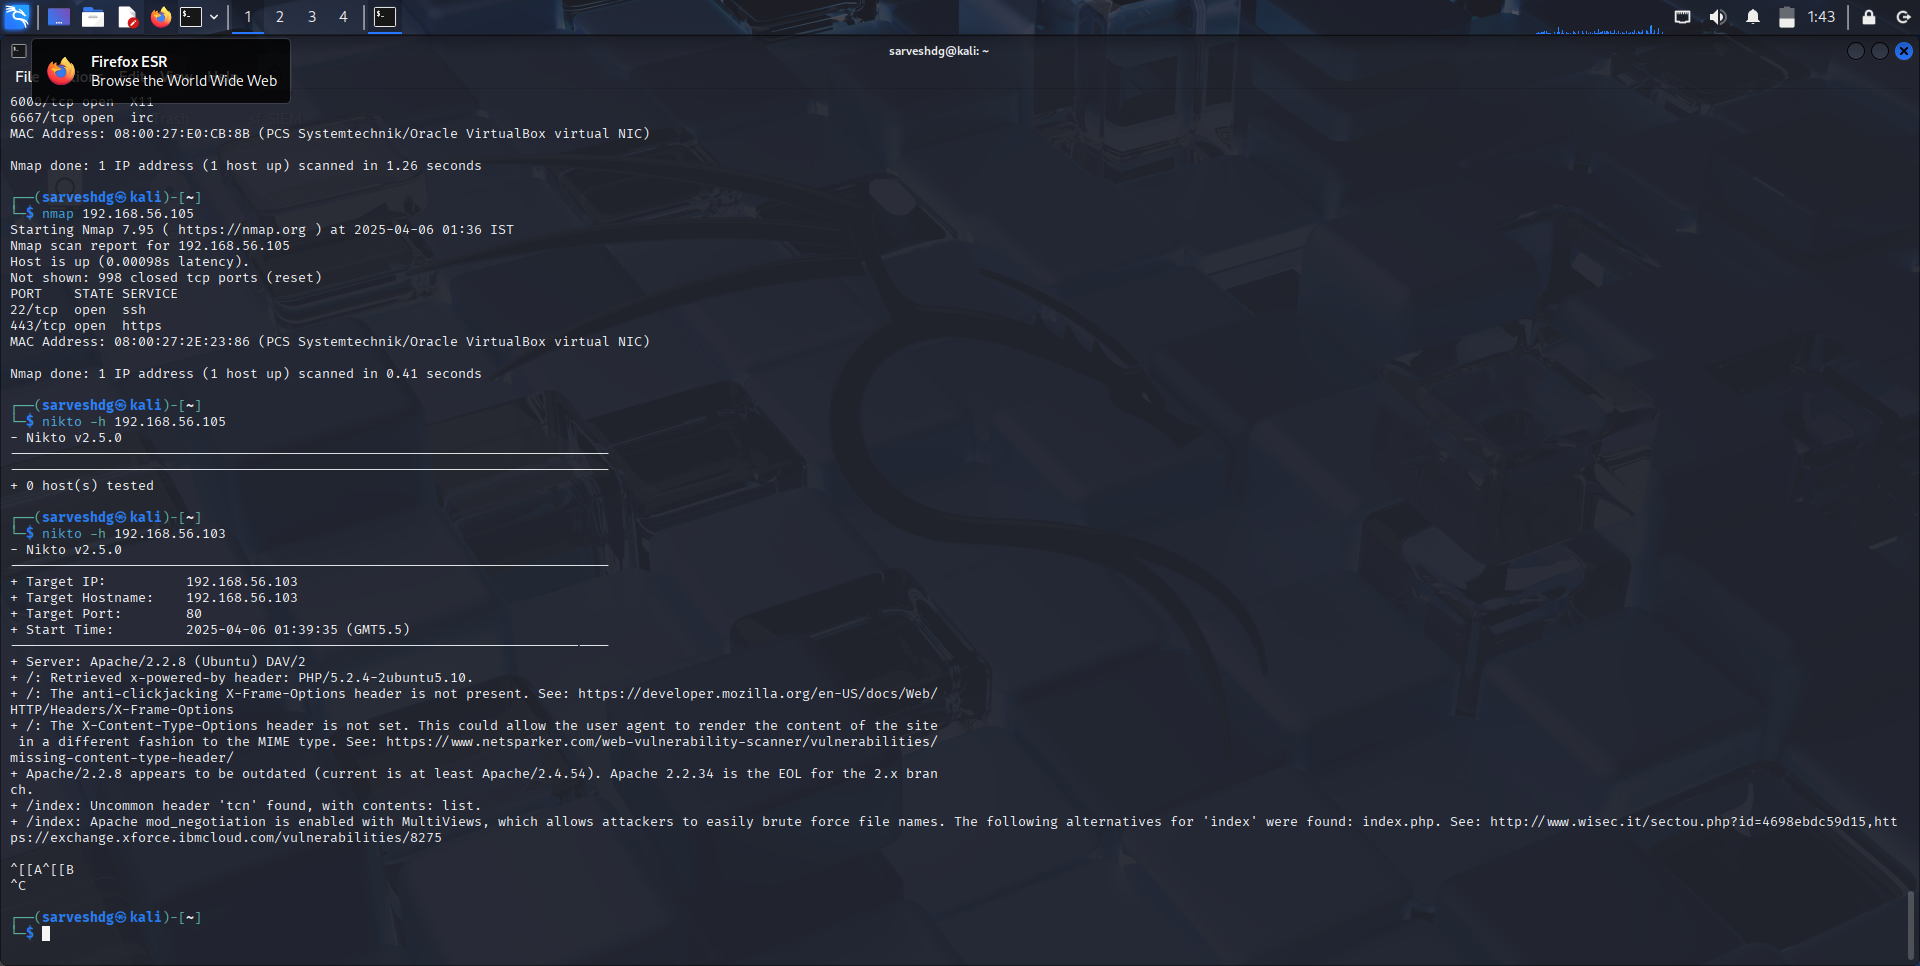 1 2 3 4
1:43
sarveshdg@kali: ~
Firefox ESR
Browse the World Wide Web
6000/tcp open  X11
6667/tcp open  irc
MAC Address: 08:00:27:E0:CB:8B (PCS Systemtechnik/Oracle VirtualBox virtual NIC)
Nmap done: 1 IP address (1 host up) scanned in 1.26 seconds
┌──(sarveshdg㉿kali)-[~]
└─$ nmap 192.168.56.105
Starting Nmap 7.95 ( https://nmap.org ) at 2025-04-06 01:36 IST
Nmap scan report for 192.168.56.105
Host is up (0.00098s latency).
Not shown: 998 closed tcp ports (reset)
PORT    STATE SERVICE
22/tcp  open  ssh
443/tcp open  https
MAC Address: 08:00:27:2E:23:86 (PCS Systemtechnik/Oracle VirtualBox virtual NIC)
Nmap done: 1 IP address (1 host up) scanned in 0.41 seconds
┌──(sarveshdg㉿kali)-[~]
└─$ nikto -h 192.168.56.105
- Nikto v2.5.0
+ 0 host(s) tested
┌──(sarveshdg㉿kali)-[~]
└─$ nikto -h 192.168.56.103
- Nikto v2.5.0
+ Target IP:          192.168.56.103
+ Target Hostname:    192.168.56.103
+ Target Port:        80
+ Start Time:         2025-04-06 01:39:35 (GMT5.5)
+ Server: Apache/2.2.8 (Ubuntu) DAV/2
+ /: Retrieved x-powered-by header: PHP/5.2.4-2ubuntu5.10.
+ /: The anti-clickjacking X-Frame-Options header is not present. See: https://developer.mozilla.org/en-US/docs/Web/
HTTP/Headers/X-Frame-Options
+ /: The X-Content-Type-Options header is not set. This could allow the user agent to render the content of the site
in a different fashion to the MIME type. See: https://www.netsparker.com/web-vulnerability-scanner/vulnerabilities/
missing-content-type-header/
+ Apache/2.2.8 appears to be outdated (current is at least Apache/2.4.54). Apache 2.2.34 is the EOL for the 2.x bran
ch.
+ /index: Uncommon header 'tcn' found, with contents: list.
+ /index: Apache mod_negotiation is enabled with MultiViews, which allows attackers to easily brute force file names. The following alternatives for 'index' were found: index.php. See: http://www.wisec.it/sectou.php?id=4698ebdc59d15,htt
ps://exchange.xforce.ibmcloud.com/vulnerabilities/8275
^[[A^[[B
^C
┌──(sarveshdg㉿kali)-[~]
└─$